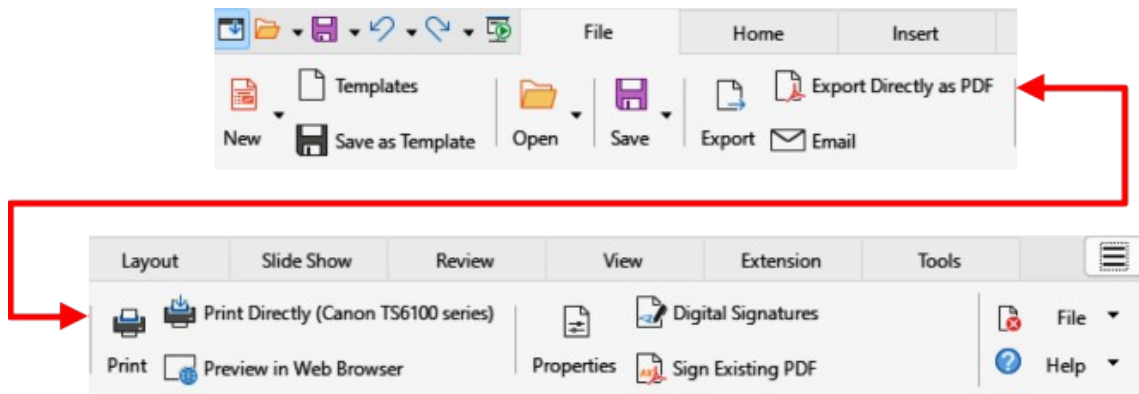 File Home Insert
Templates Export Directly as PDF
New Save as Template Open Save Export Email
Layout Slide Show Review View Extension Tools
Print Directly (Canon TS6100 series) Digital Signatures File
Print Preview in Web Browser Properties Sign Existing PDF Help